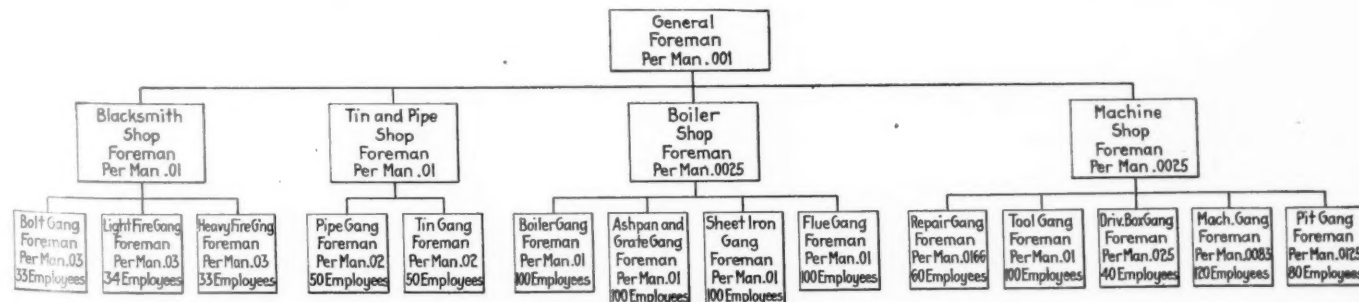 General
Foreman
Per Man .001
Blacksmith
Shop
Foreman
Per Man .01
Tin and Pipe
Shop
Foreman
Per Man .01
Boiler
Shop
Foreman
Per Man .0025
Machine
Shop
Foreman
Per Man .0025
Bolt Gang
Foreman
Per Man .03
33 Employees
Light Fire Gang
Foreman
Per Man .03
34 Employees
Heavy Fire G'ng
Foreman
Per Man .03
33 Employees
Pipe Gang
Foreman
Per Man .02
50 Employees
Tin Gang
Foreman
Per Man .02
50 Employees
Boiler Gang
Foreman
Per Man .01
100 Employees
Ashpan and
Grate Gang
Foreman
Per Man .01
100 Employees
Sheet Iron
Gang
Foreman
Per Man .01
100 Employees
Flue Gang
Foreman
Per Man .01
100 Employees
Repair Gang
Foreman
Per Man .0166
60 Employees
Tool Gang
Foreman
Per Man .01
100 Employees
Driv. Box Gang
Foreman
Per Man .025
40 Employees
Mach. Gang
Foreman
Per Man .0083
120 Employees
Pit Gang
Foreman
Per Man .0125
80 Employees